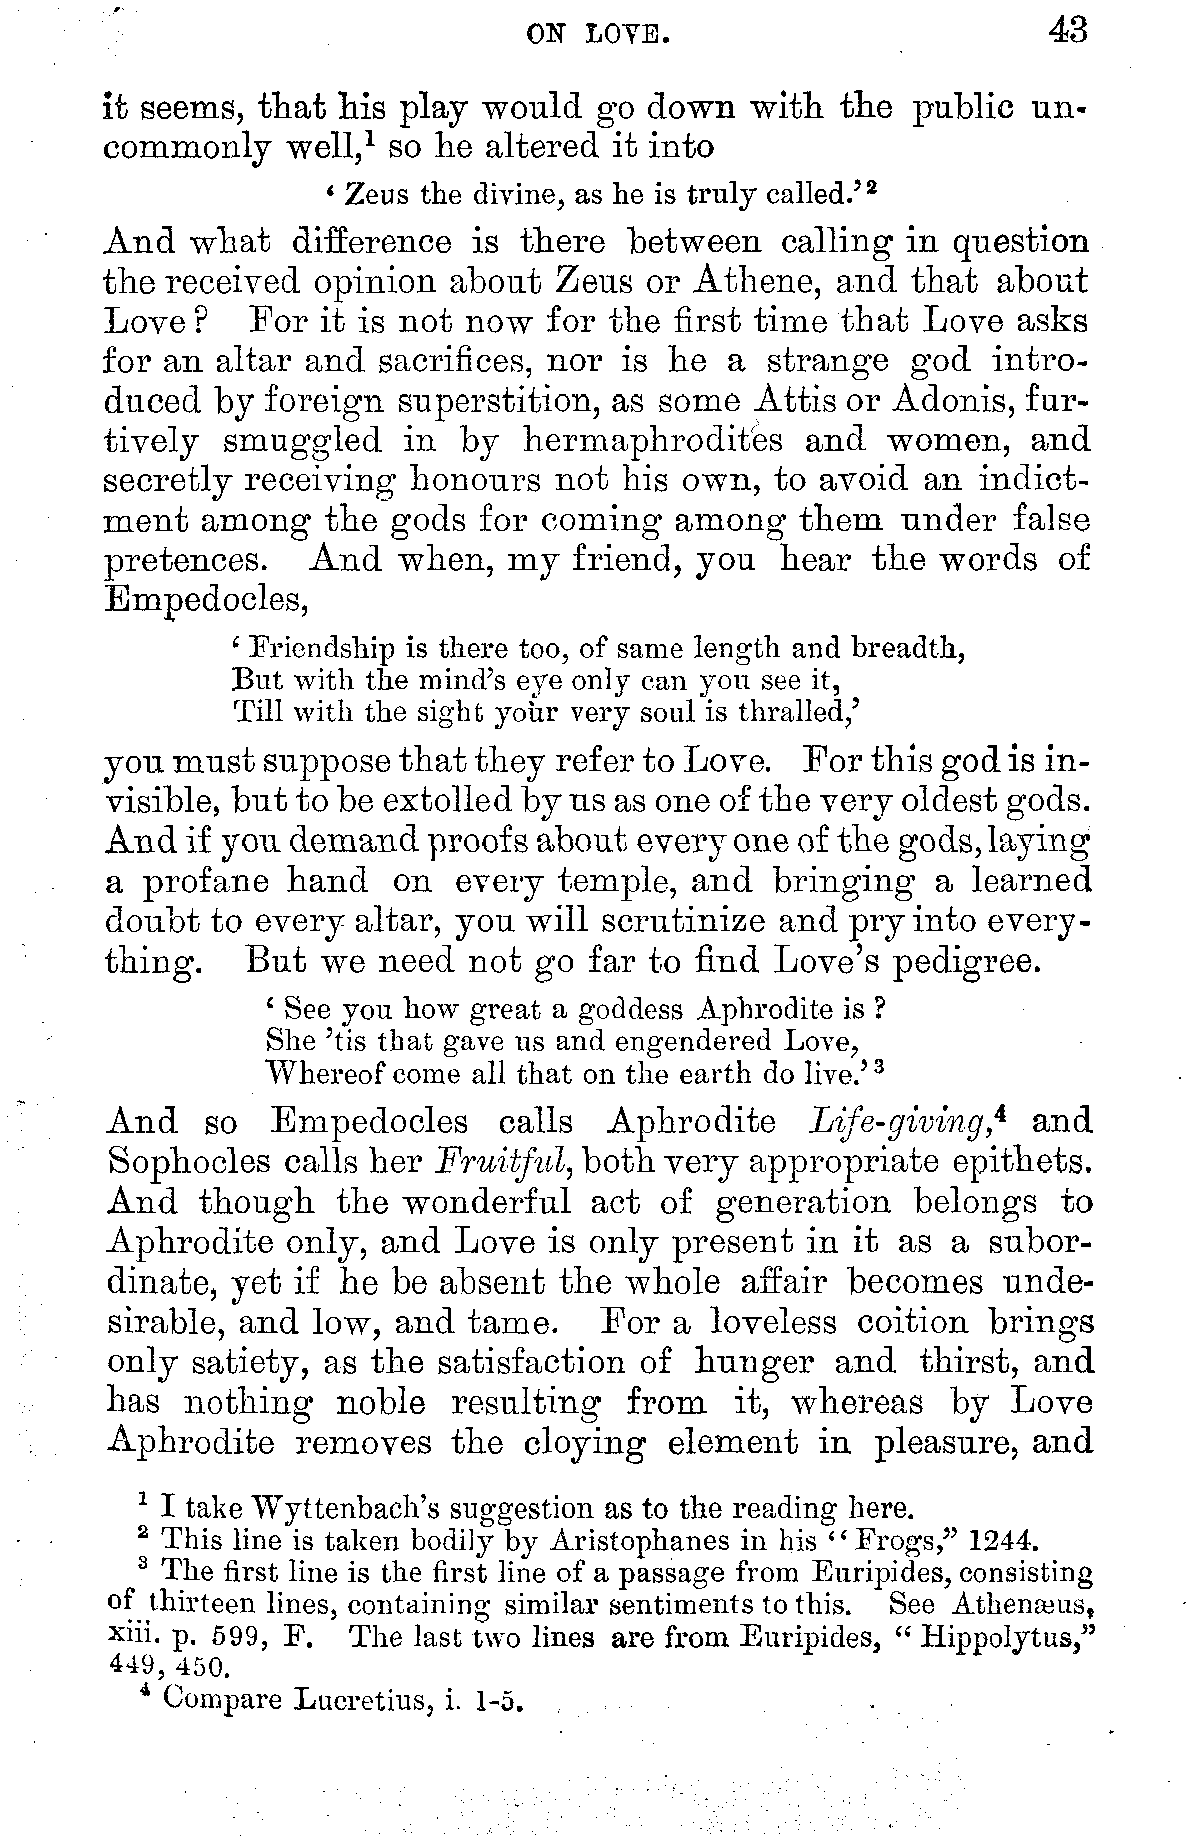 ON LOVE. 43
it seems, that his play would go down with the public un-
commonly well,¹ so he altered it into
‘ Zeus the divine, as he is truly called.’²
And what difference is there between calling in question
the received opinion about Zeus or Athene, and that about
Love ? For it is not now for the first time that Love asks
for an altar and sacrifices, nor is he a strange god intro-
duced by foreign superstition, as some Attis or Adonis, fur-
tively smuggled in by hermaphrodites and women, and
secretly receiving honours not his own, to avoid an indict-
ment among the gods for coming among them under false
pretences. And when, my friend, you hear the words of
Empedocles,
‘ Friendship is there too, of same length and breadth,
But with the mind’s eye only can you see it,
Till with the sight your very soul is thralled,’
you must suppose that they refer to Love. For this god is in-
visible, but to be extolled by us as one of the very oldest gods.
And if you demand proofs about every one of the gods, laying
a profane hand on every temple, and bringing a learned
doubt to every altar, you will scrutinize and pry into every-
thing. But we need not go far to find Love’s pedigree.
‘ See you how great a goddess Aphrodite is ?
She ’tis that gave us and engendered Love,
Whereof come all that on the earth do live.’³
And so Empedocles calls Aphrodite Life-giving,⁴ and
Sophocles calls her Fruitful, both very appropriate epithets.
And though the wonderful act of generation belongs to
Aphrodite only, and Love is only present in it as a subor-
dinate, yet if he be absent the whole affair becomes unde-
sirable, and low, and tame. For a loveless coition brings
only satiety, as the satisfaction of hunger and thirst, and
has nothing noble resulting from it, whereas by Love
Aphrodite removes the cloying element in pleasure, and
¹ I take Wyttenbach’s suggestion as to the reading here.
² This line is taken bodily by Aristophanes in his “ Frogs,” 1244.
³ The first line is the first line of a passage from Euripides, consisting
of thirteen lines, containing similar sentiments to this. See Athenæus,
xiii. p. 599, F. The last two lines are from Euripides, “ Hippolytus,”
449, 450.
⁴ Compare Lucretius, i. 1-5.